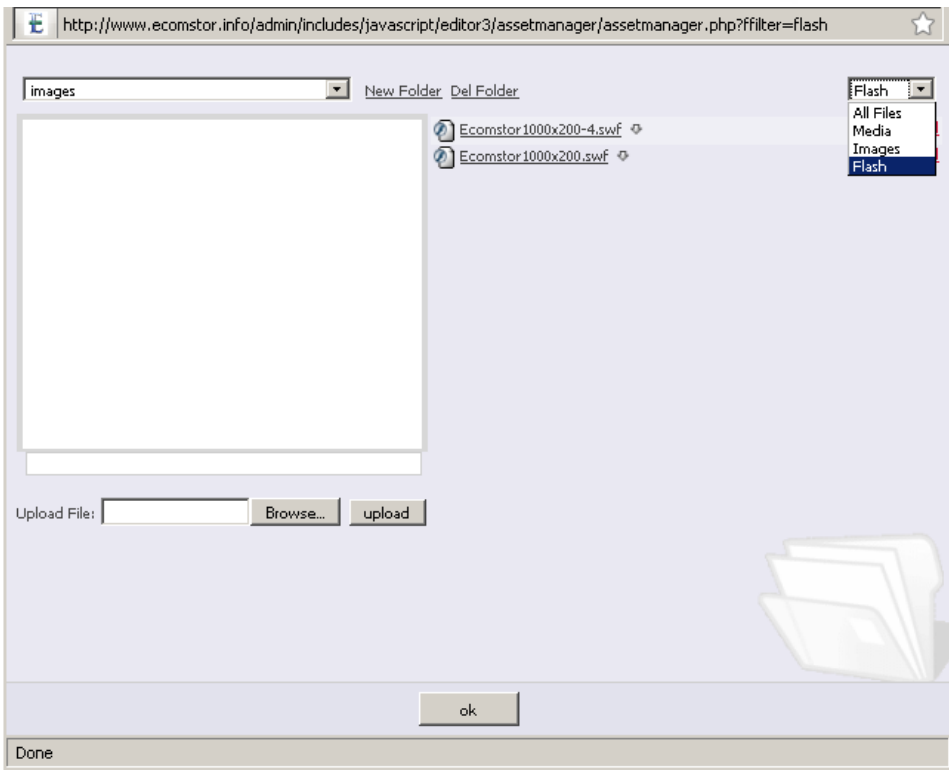 http://www.ecomstor.info/admin/includes/javascript/editor3/assetmanager/assetmanager.php?ffilter=flash
images New Folder Del Folder Flash
All Files
Ecomstor1000x200-4.swf Media
Ecomstor1000x200.swf Images
Flash
Upload File: Browse... upload
ok
Done